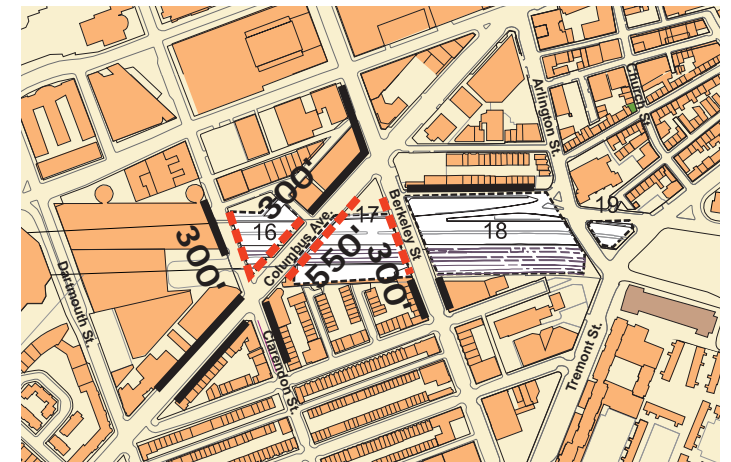 Arlington St.
Church St.
300'
Berkeley St
17
19
16
Columbus Ave.
18
300'
550'
300'
Dartmouth St.
Clarendon St.
Tremont St.